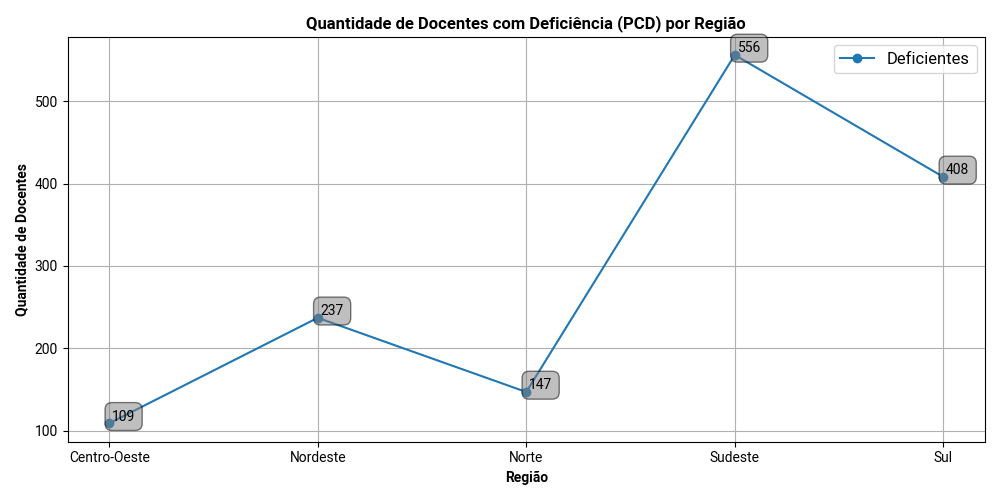 Quantidade de Docentes com Deficiência (PCD) por Região
Deficientes
Quantidade de Docentes
500
400
300
200
100
109
237
147
556
408
Centro-Oeste
Nordeste
Norte
Sudeste
Sul
Região